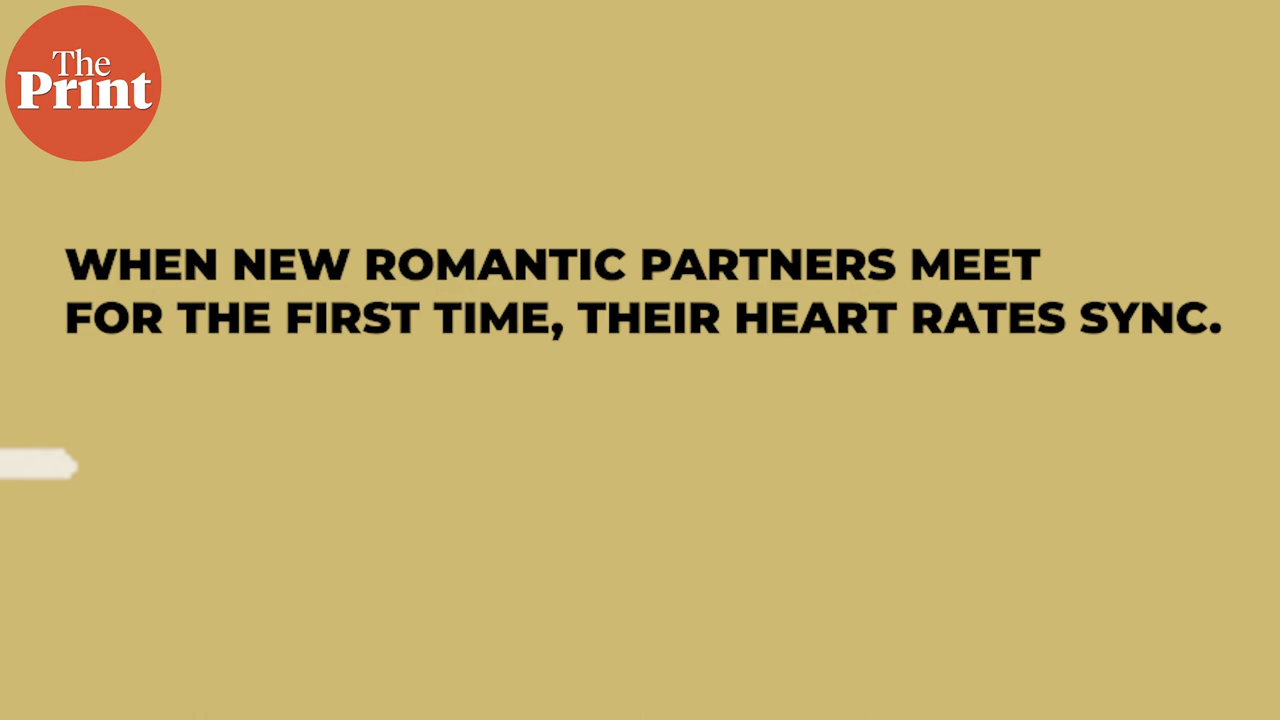 The
Print
WHEN NEW ROMANTIC PARTNERS MEET
FOR THE FIRST TIME, THEIR HEART RATES SYNC.